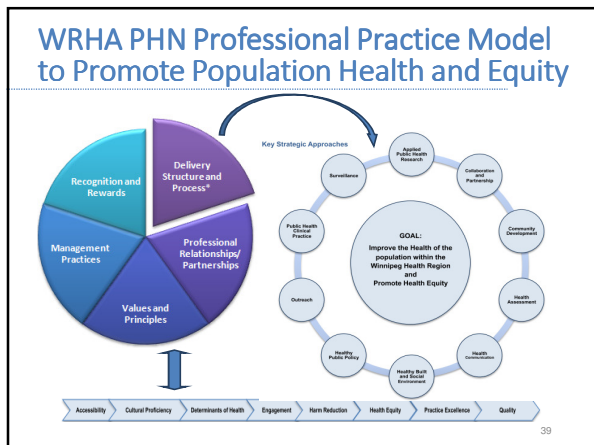 WRHA PHN Professional Practice Model
to Promote Population Health and Equity
Recognition and
Rewards
Delivery
Structure and
Process*
Professional
Relationships/
Partnerships
Values and
Principles
Management
Practices
Key Strategic Approaches
Applied
Public Health
Research
Collaboration
and
Partnership
Community
Development
Health
Assessment
Health
Communication
Healthy Built
and Social
Environment
Healthy
Public Policy
Outreach
Public Health
Clinical
Practice
Surveillance
GOAL:
Improve the Health of the
population within the
Winnipeg Health Region
and
Promote Health Equity
Accessibility
Cultural Proficiency
Determinants of Health
Engagement
Harm Reduction
Health Equity
Practice Excellence
Quality
39